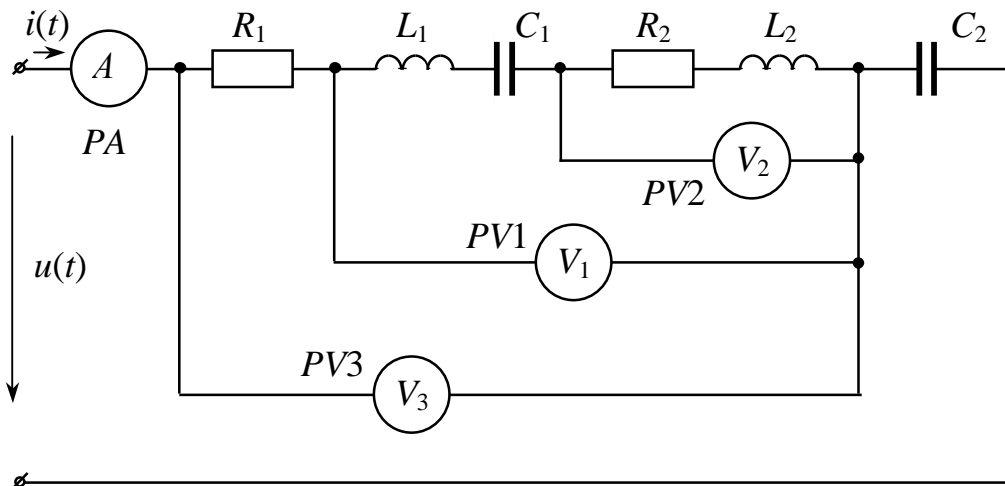 i(t) R₁ L₁ C₁ R₂ L₂ C₂
A
PA
V₂
PV2
PV1
V₁
u(t)
PV3
V₃